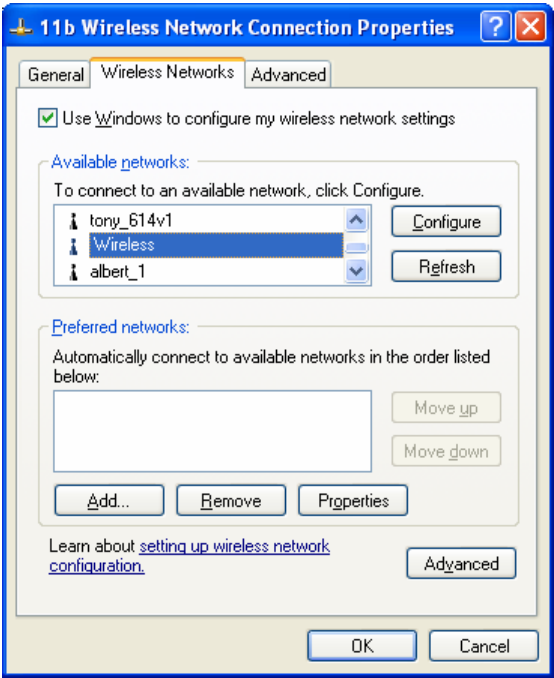 11b Wireless Network Connection Properties
General Wireless Networks Advanced
Use Windows to configure my wireless network settings
Available networks:
To connect to an available network, click Configure.
tony_614v1
Wireless
albert_1
Configure
Refresh
Preferred networks:
Automatically connect to available networks in the order listed
below:
Move up
Move down
Add... Remove Properties
Learn about setting up wireless network
configuration.
Advanced
OK Cancel